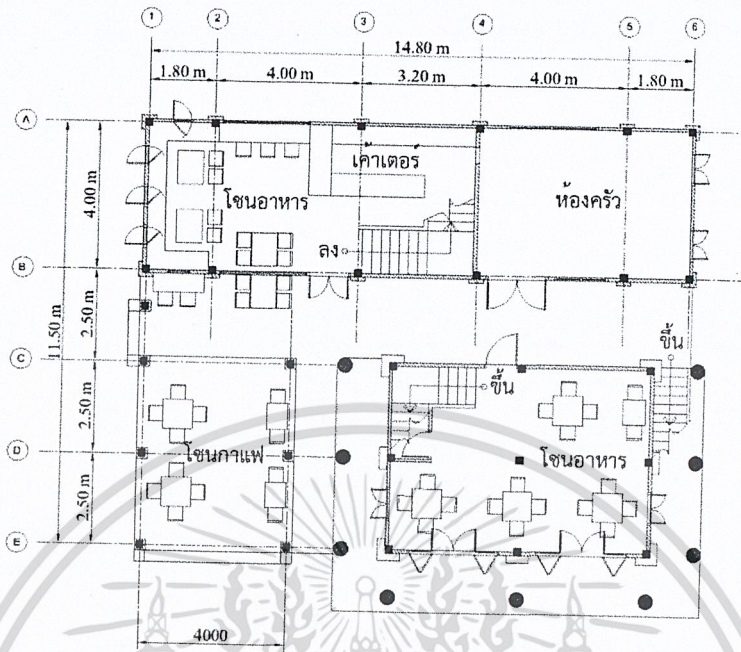 1 2 3 4 5 6
14.80 m
1.80 m 4.00 m 3.20 m 4.00 m 1.80 m
A
เค้าเตอร์
4.00 m
โซนอาหาร
ห้องครัว
ลง
B
2.50 m
11.50 m
ขึ้น
C
ขึ้น
2.50 m
D
โซนกาแฟ
โซนอาหาร
2.50 m
E
4000